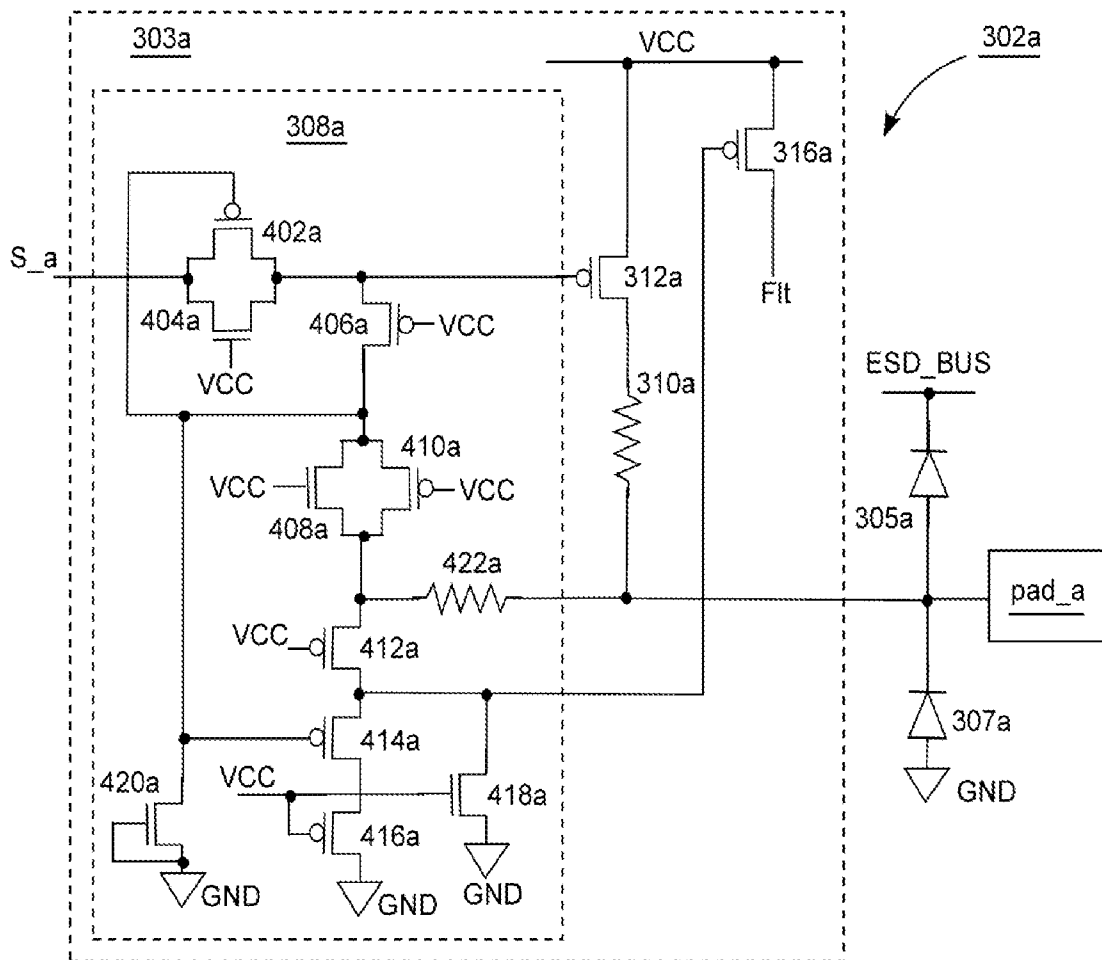 303a
VCC
302a
308a
316a
402a
S_a
312a
Flt
404a
406a
VCC
VCC
310a
ESD_BUS
410a
VCC
VCC
408a
305a
422a
pad_a
VCC
412a
307a
414a
420a
VCC
418a
GND
416a
GND
GND
GND